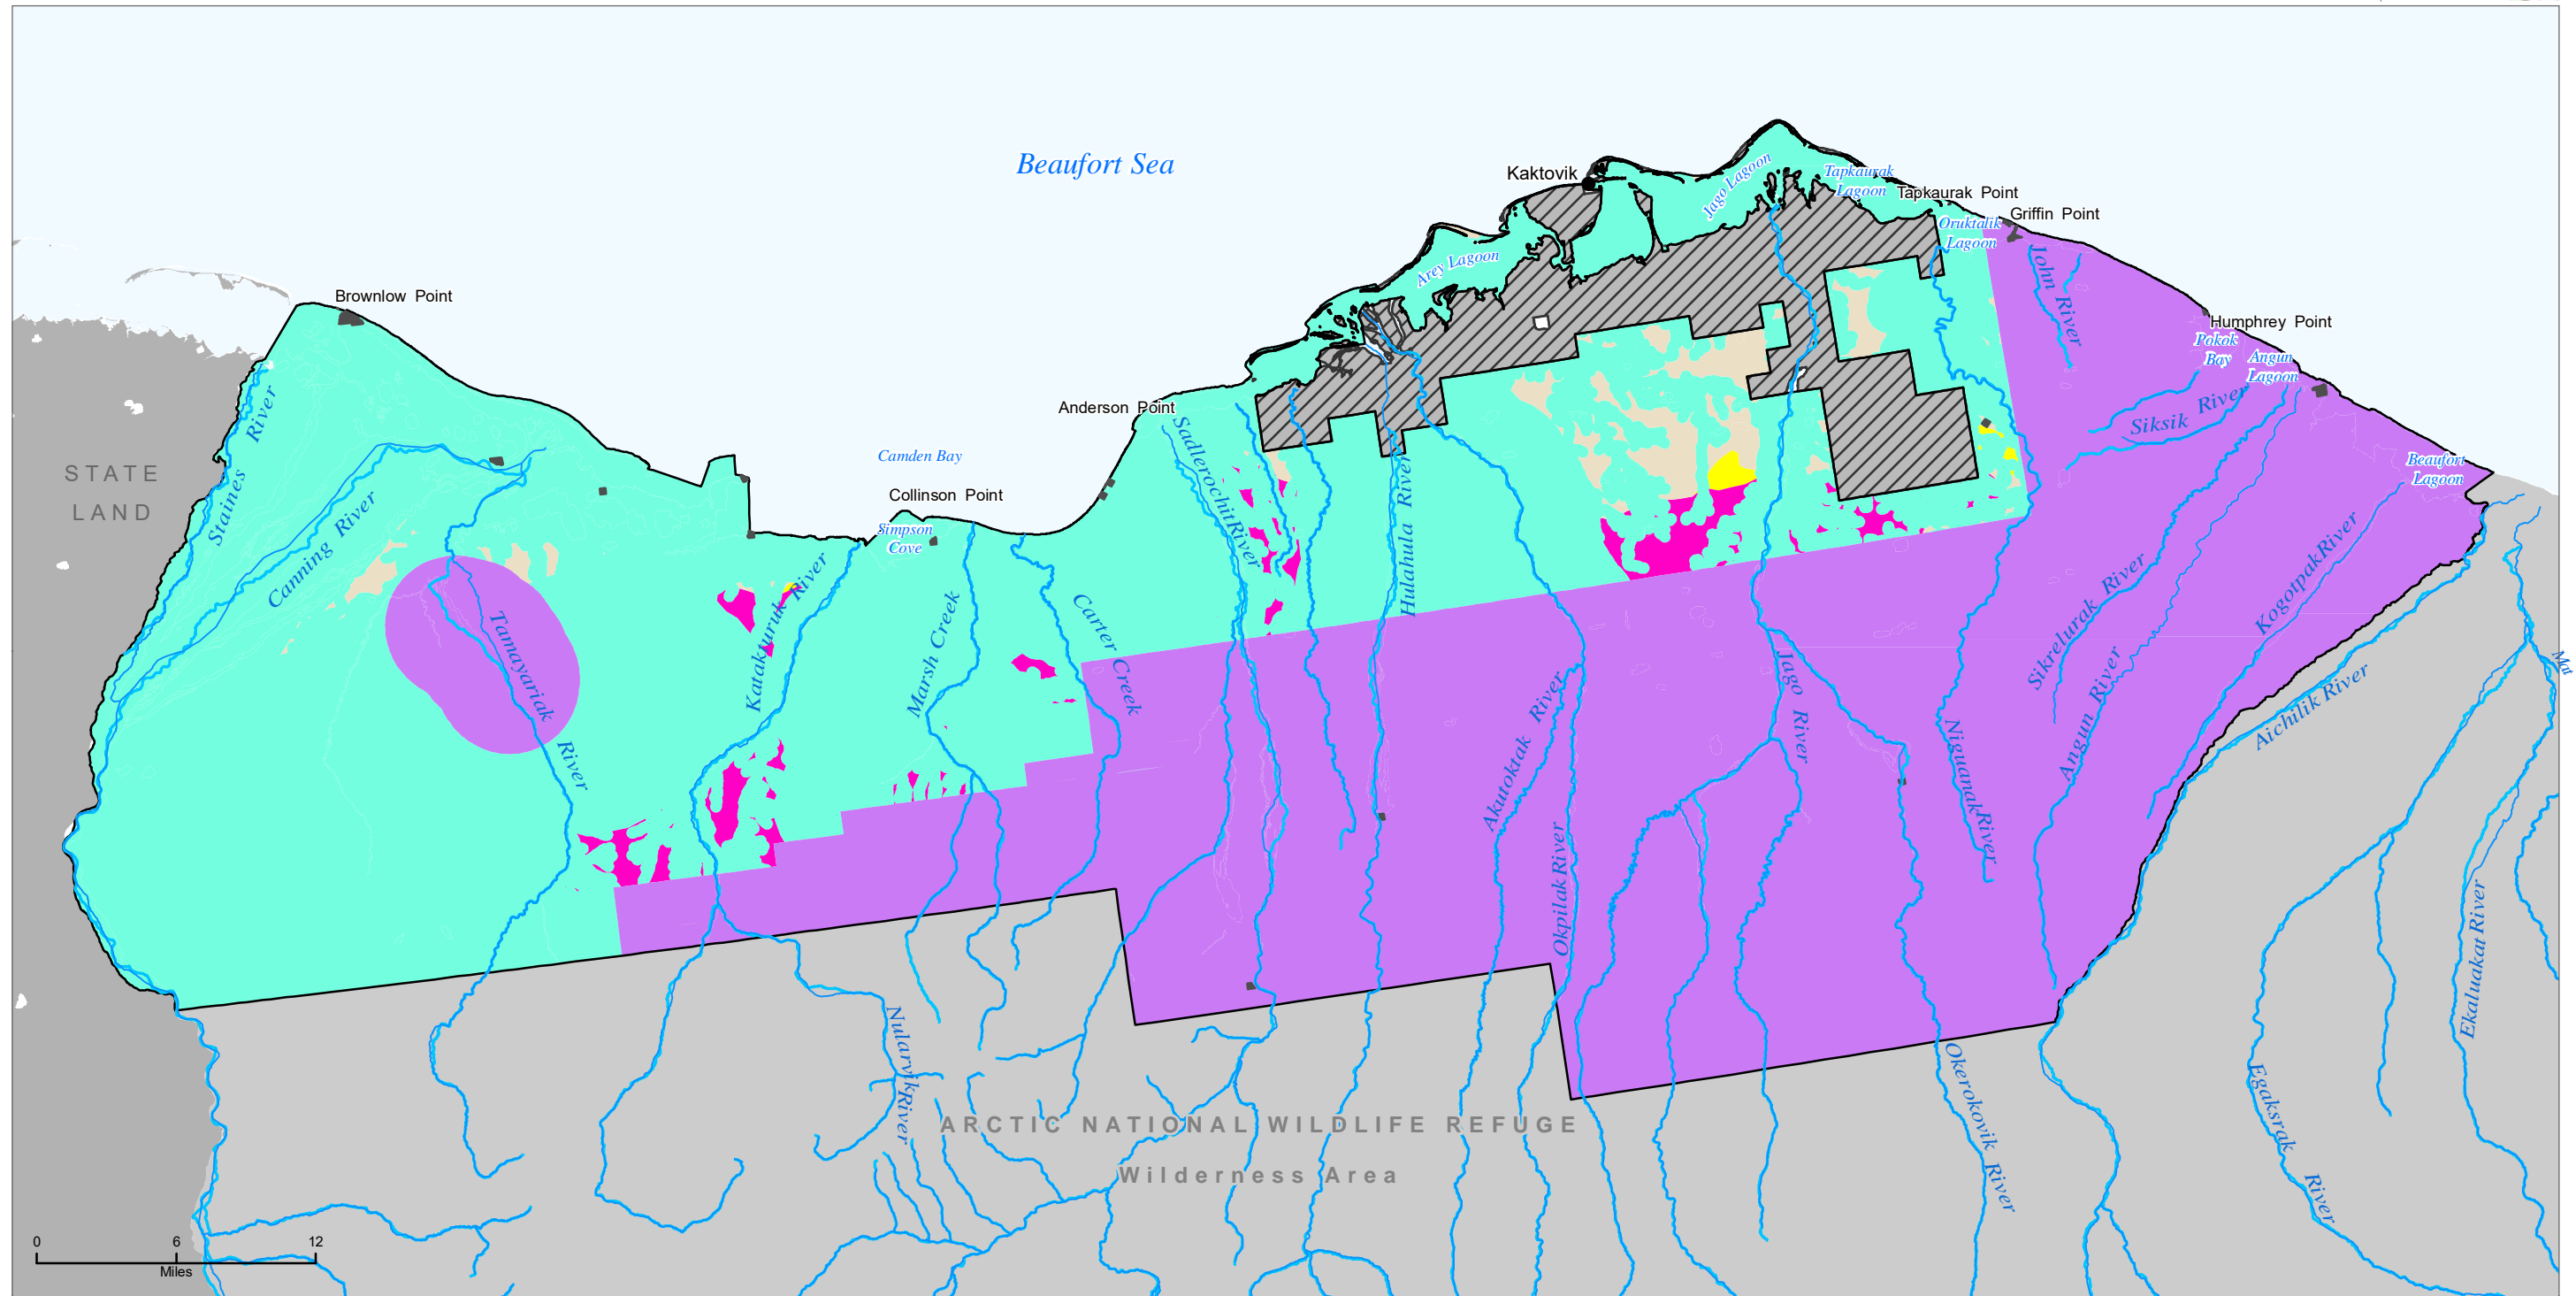 Beaufort Sea
Kaktovik
Jago Lagoon
Tapkaurak
Lagoon
Tapkaurak Point
Griffin Point
Oruktalik
Lagoon
Arey Lagoon
John River
Brownlow Point
Humphrey Point
Pokok
Bay
Angun
Lagoon
Anderson Point
Siksik River
Camden Bay
Beaufort
Lagoon
STATE
LAND
Collinson Point
Simpson
Cove
Staines River
Canning River
Sadlerochit River
Hulahula River
Tamayariak River
Katakturuk River
Marsh Creek
Carter Creek
Sikrelurak River
Kogotpak River
Angun River
Aichilik River
Akutoktak River
Jago River
Niguanak River
Okpilak River
Ekaluakat River
Nularvik River
Okerokovik River
Egaksrak River
Mat
ARCTIC NATIONAL WILDLIFE REFUGE
Wilderness Area
0 6 12
Miles